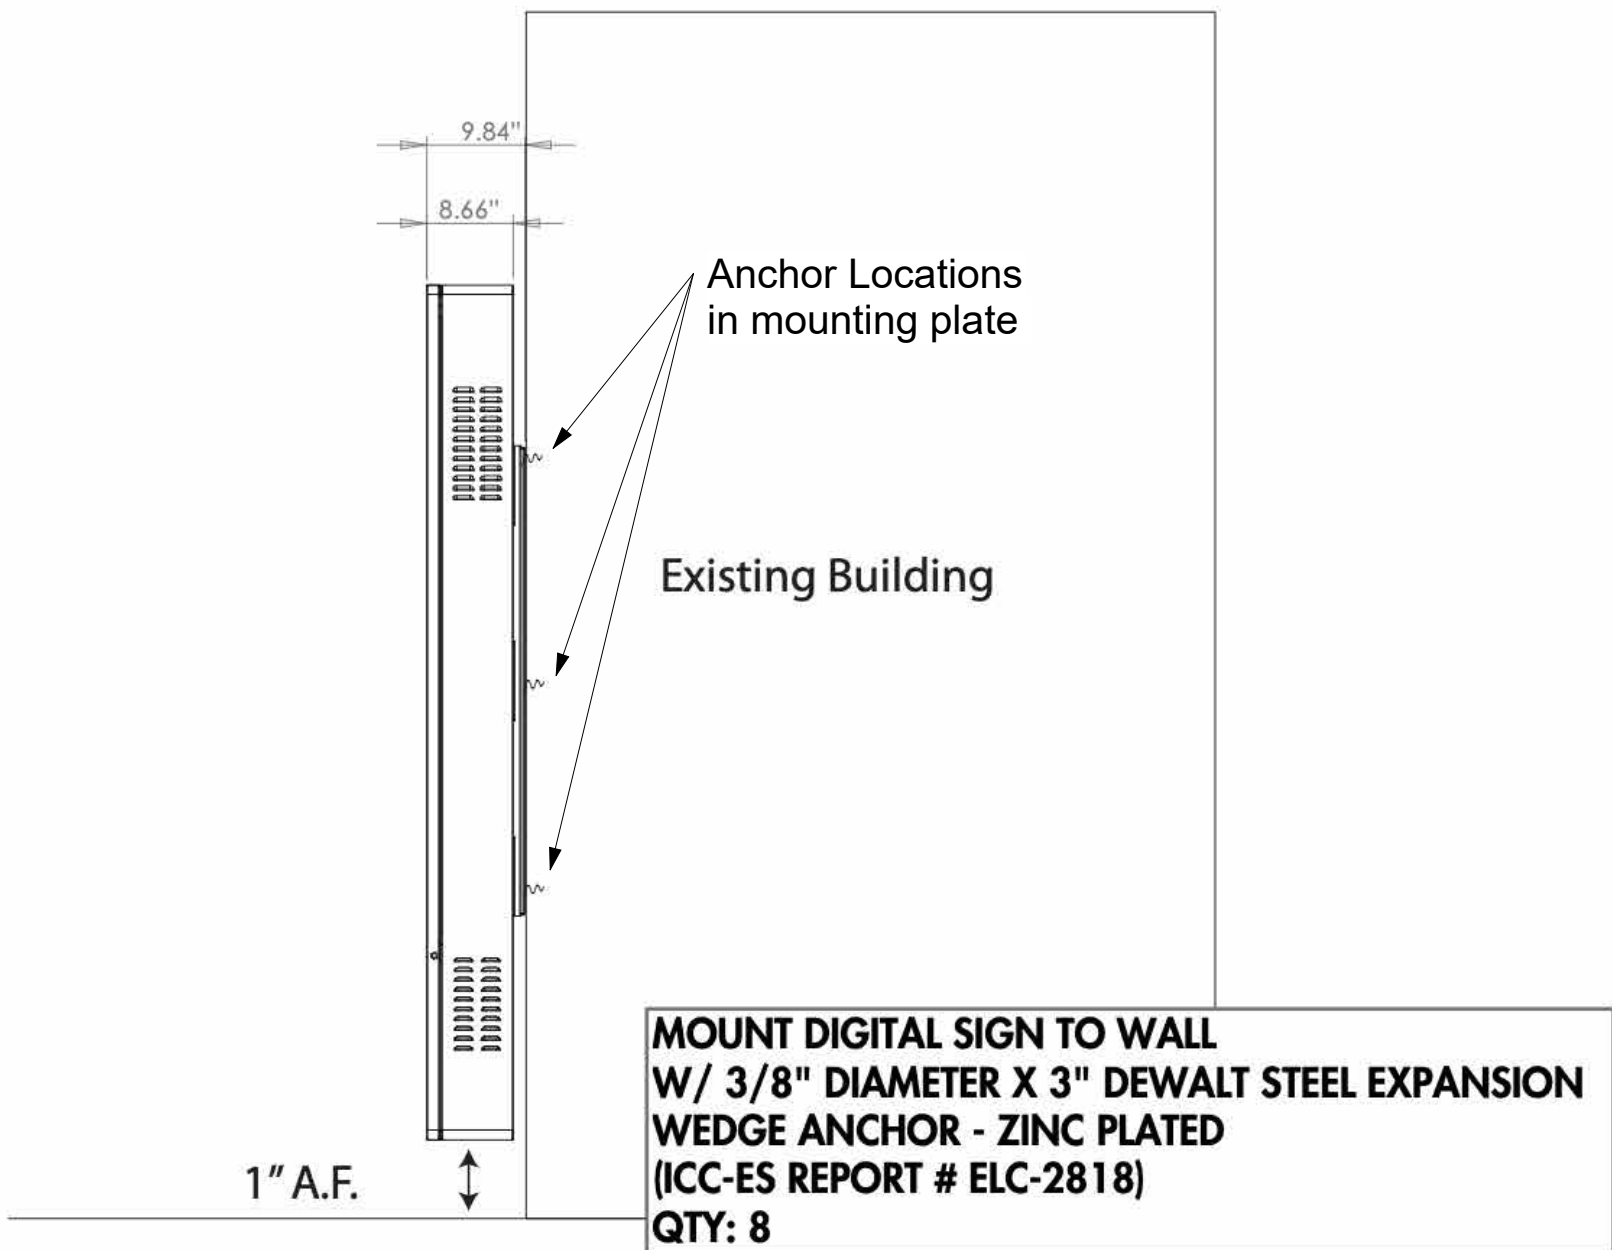 9.84"
8.66"
Anchor Locations
in mounting plate
Existing Building
MOUNT DIGITAL SIGN TO WALL
W/ 3/8" DIAMETER X 3" DEWALT STEEL EXPANSION
WEDGE ANCHOR - ZINC PLATED
(ICC-ES REPORT # ELC-2818)
QTY: 8
1" A.F.